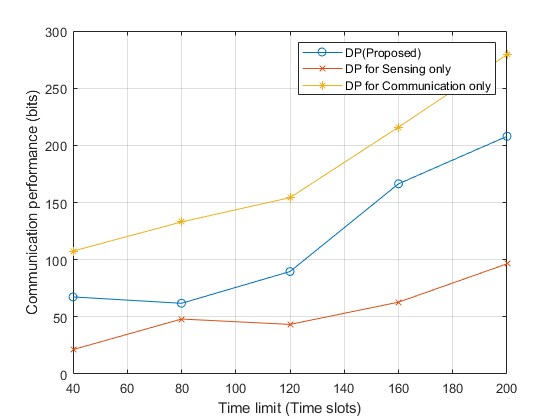 300
250
200
150
100
50
0
Communication performance (bits)
DP(Proposed)
DP for Sensing only
DP for Communication only
40 60 80 100 120 140 160 180 200
Time limit (Time slots)